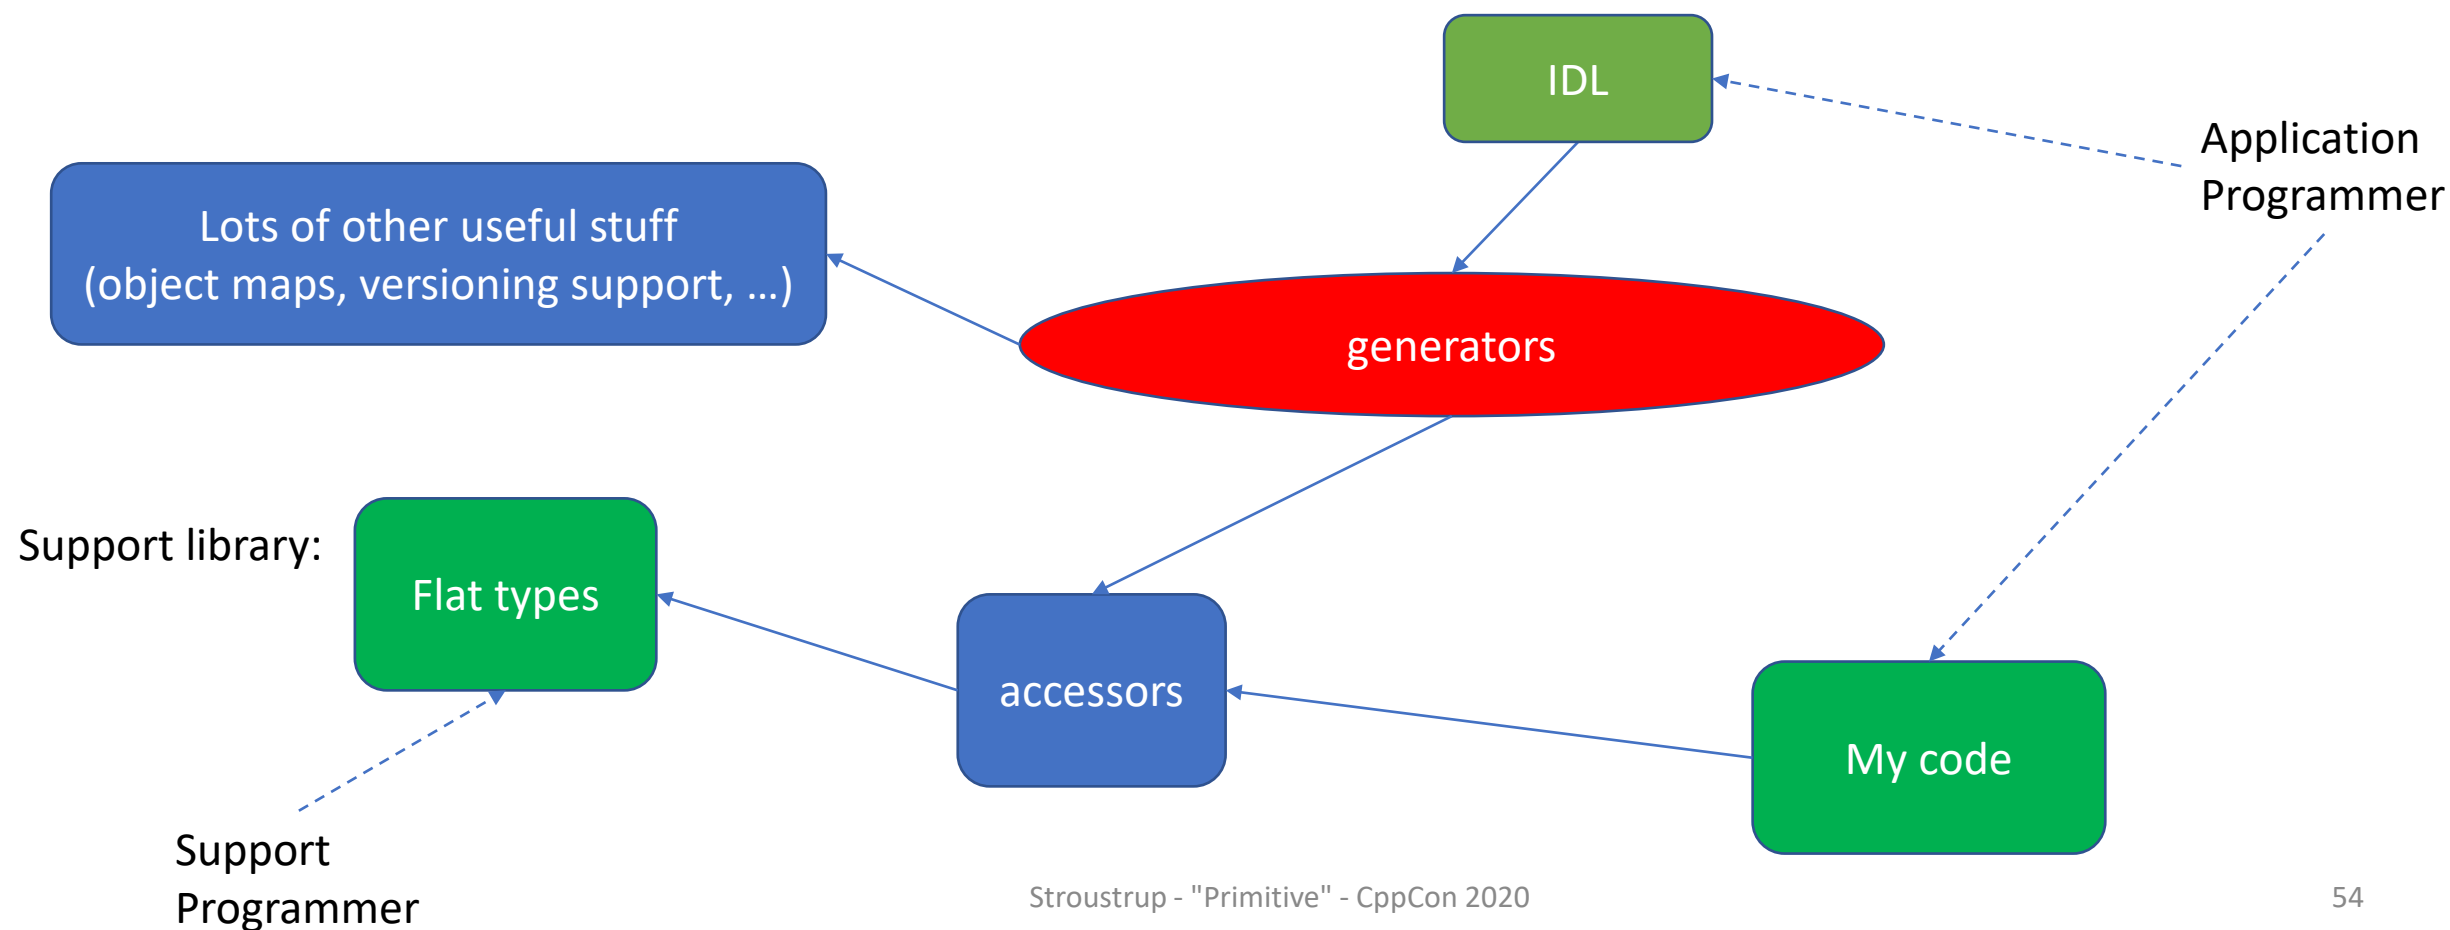 IDL
Application
Programmer
Lots of other useful stuff
(object maps, versioning support, …)
generators
Support library:
Flat types
accessors
My code
Support
Programmer
Stroustrup - "Primitive" - CppCon 2020
54